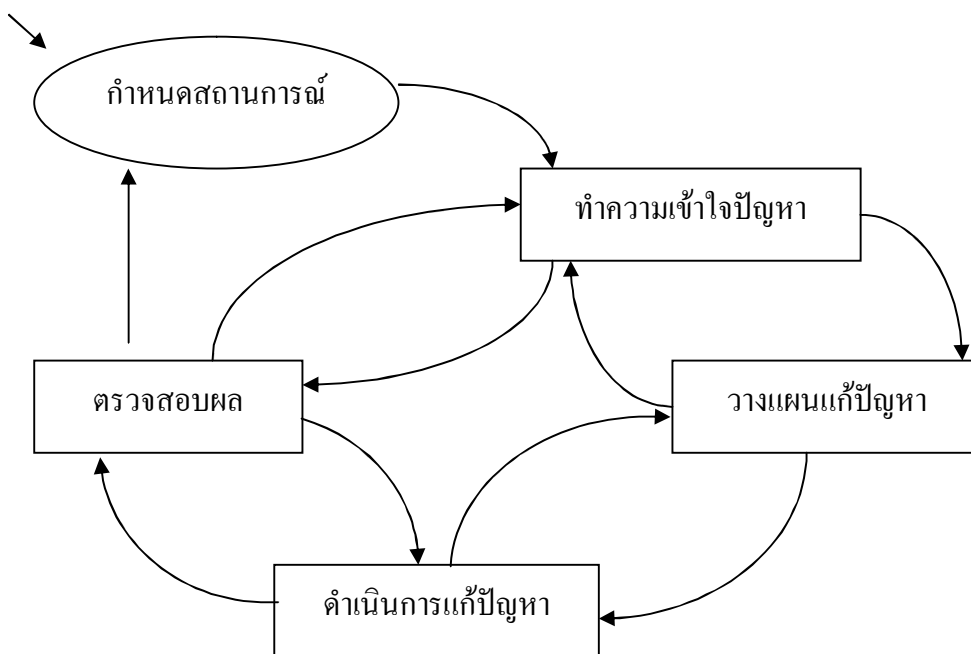 กำหนดสถานการณ์
ทำความเข้าใจปัญหา
ตรวจสอบผล
วางแผนแก้ปัญหา
ดำเนินการแก้ปัญหา